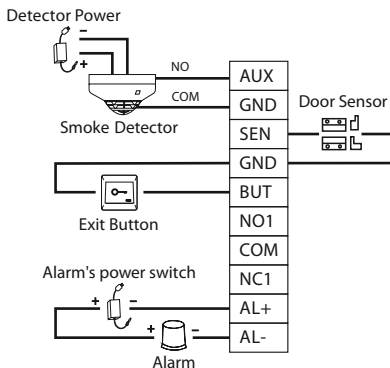 Detector Power
−
+
NO
COM
Smoke Detector
AUX
GND
SEN
GND
BUT
NO1
COM
NC1
AL+
AL-
Door Sensor
Exit Button
Alarm's power switch
+ −
+ −
Alarm